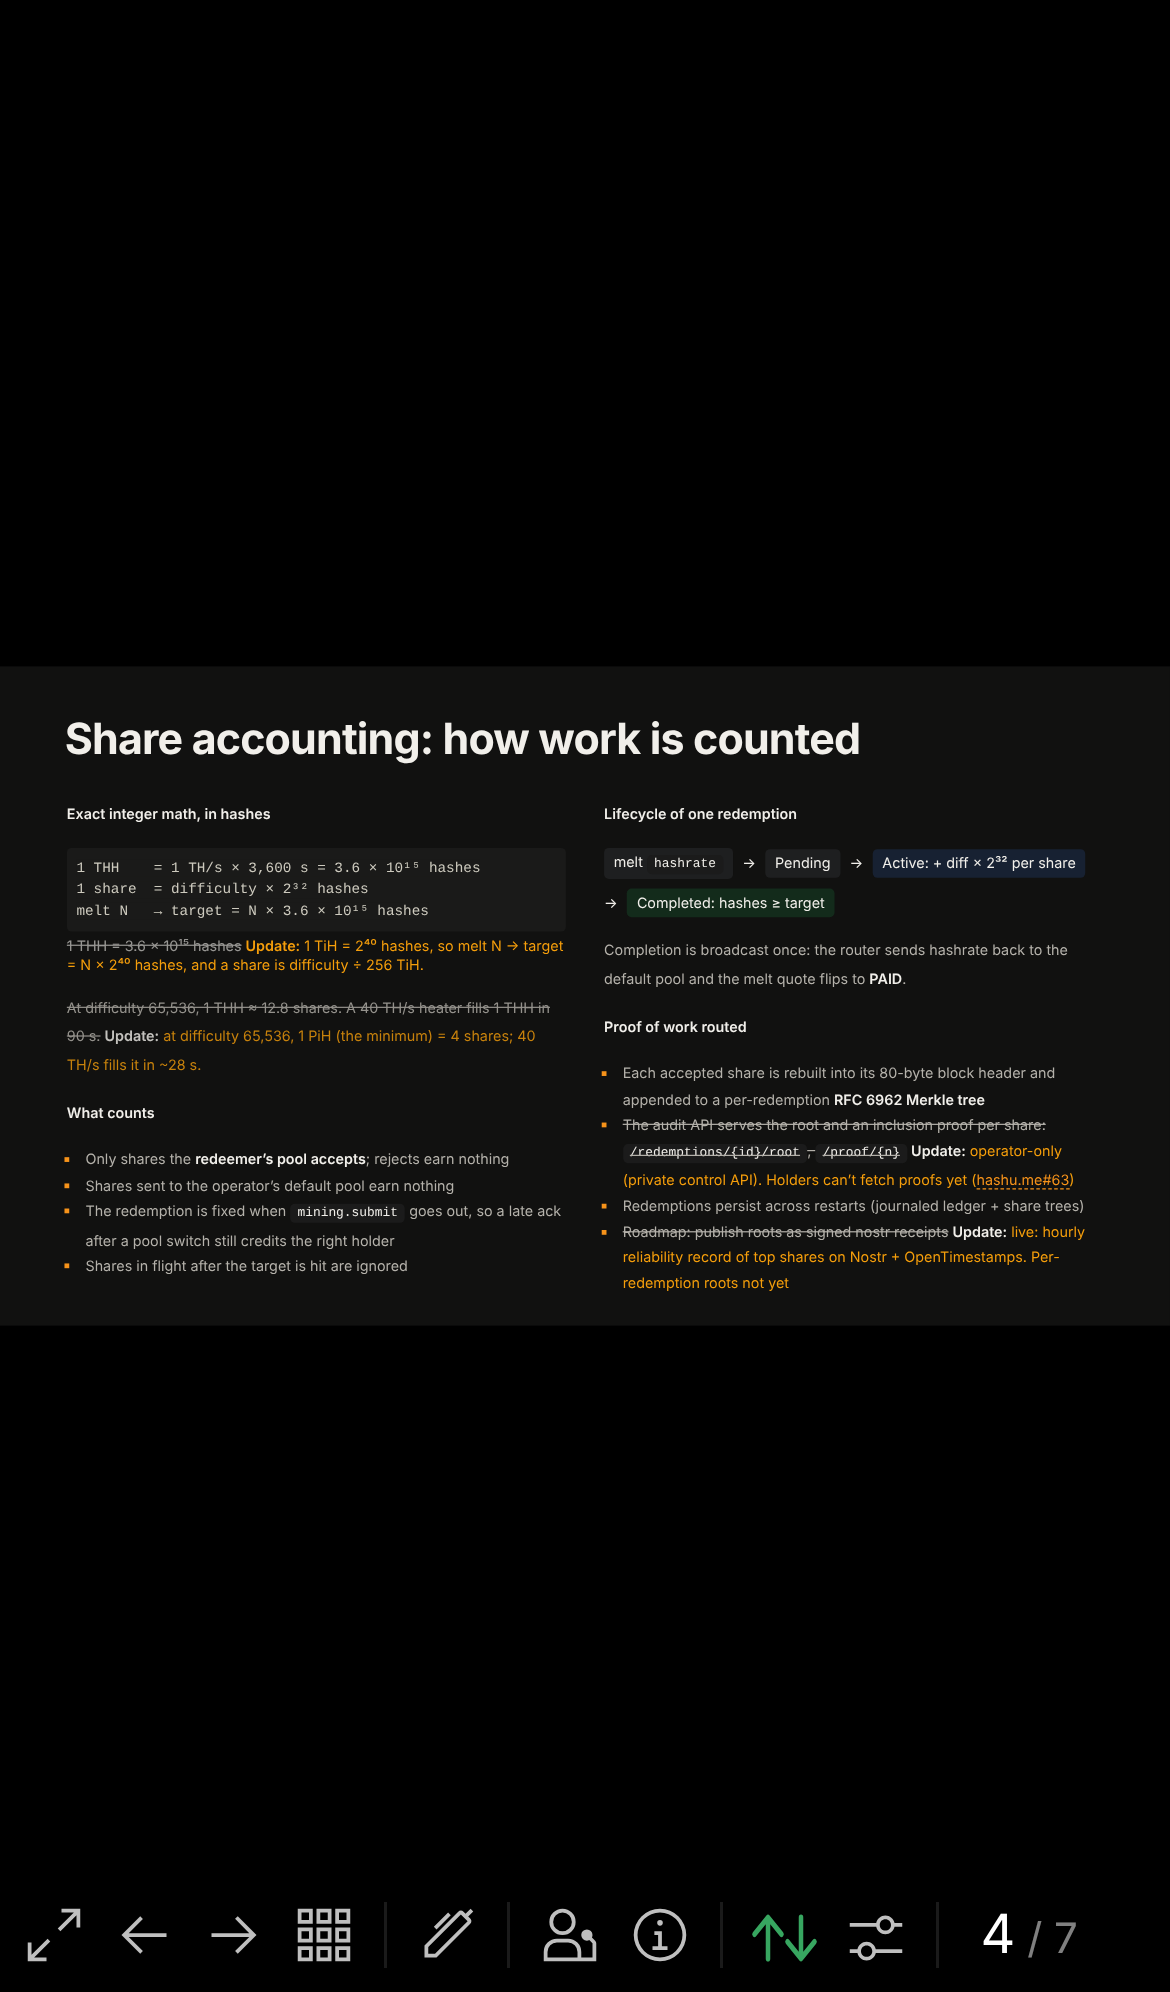 Share accounting: how work is counted
Exact integer math, in hashes
1 THH = 1 TH/s × 3,600 s = 3.6 × 10¹⁵ hashes
1 share = difficulty × 2³² hashes
melt N → target = N × 3.6 × 10¹⁵ hashes
1 THH = 3.6 × 10¹⁵ hashes Update: 1 TiH = 2⁴⁰ hashes, so melt N → target
= N × 2⁴⁰ hashes, and a share is difficulty ÷ 256 TiH.
At difficulty 65,536, 1 THH ≈ 12.8 shares. A 40 TH/s heater fills 1 THH in
90 s. Update: at difficulty 65,536, 1 PiH (the minimum) = 4 shares; 40
TH/s fills it in ~28 s.
What counts
Only shares the redeemer’s pool accepts; rejects earn nothing
Shares sent to the operator’s default pool earn nothing
The redemption is fixed when mining.submit goes out, so a late ack
after a pool switch still credits the right holder
Shares in flight after the target is hit are ignored
Lifecycle of one redemption
melt hashrate → Pending → Active: + diff × 2³² per share
→ Completed: hashes ≥ target
Completion is broadcast once: the router sends hashrate back to the
default pool and the melt quote flips to PAID.
Proof of work routed
Each accepted share is rebuilt into its 80-byte block header and
appended to a per-redemption RFC 6962 Merkle tree
The audit API serves the root and an inclusion proof per share:
/redemptions/{id}/root , /proof/{n} Update: operator-only
(private control API). Holders can’t fetch proofs yet (hashu.me#63)
Redemptions persist across restarts (journaled ledger + share trees)
Roadmap: publish roots as signed nostr receipts Update: live: hourly
reliability record of top shares on Nostr + OpenTimestamps. Per-
redemption roots not yet
4 / 7